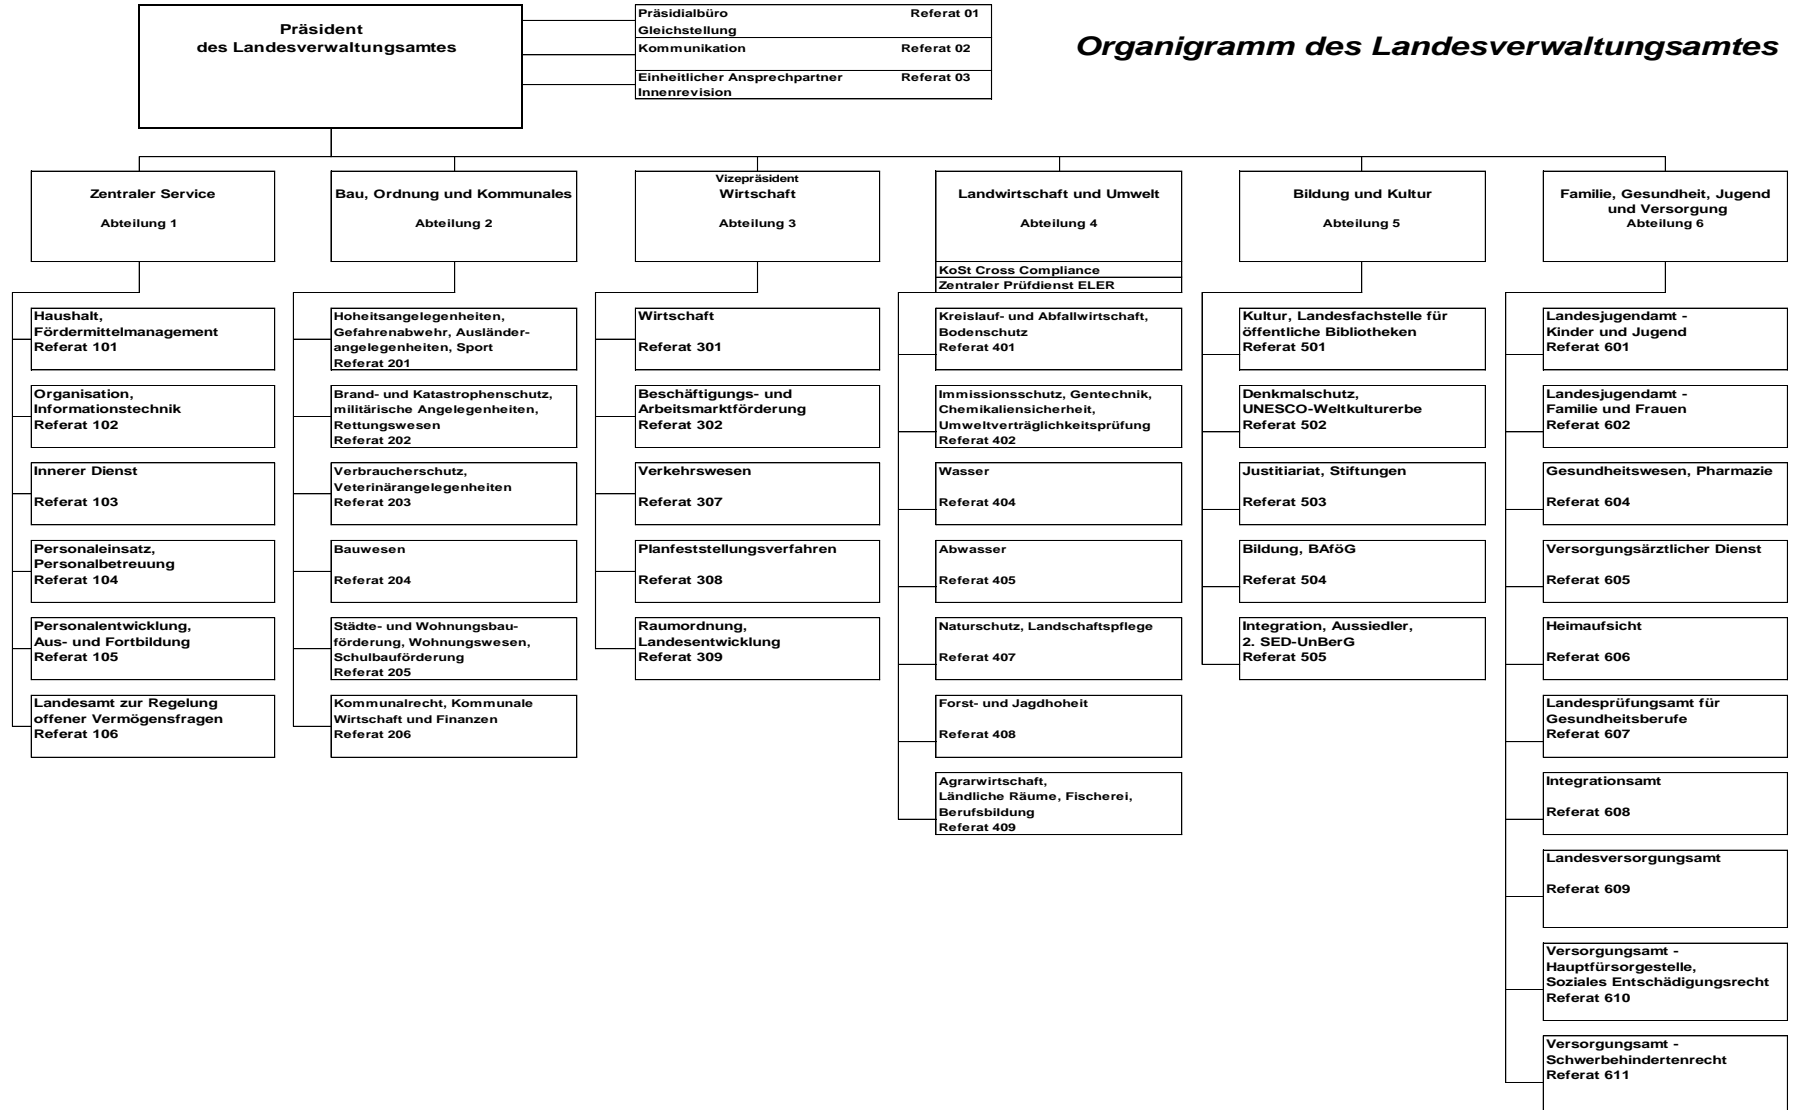 Präsident
des Landesverwaltungsamtes
Präsidialbüro Referat 01
Gleichstellung
Kommunikation Referat 02
Einheitlicher Ansprechpartner Referat 03
Innenrevision
Organigramm des Landesverwaltungsamtes
Zentraler Service
Abteilung 1
Bau, Ordnung und Kommunales
Abteilung 2
Vizepräsident
Wirtschaft
Abteilung 3
Landwirtschaft und Umwelt
Abteilung 4
KoSt Cross Compliance
Zentraler Prüfdienst ELER
Bildung und Kultur
Abteilung 5
Familie, Gesundheit, Jugend
und Versorgung
Abteilung 6
Haushalt,
Fördermittelmanagement
Referat 101
Organisation,
Informationstechnik
Referat 102
Innerer Dienst
Referat 103
Personaleinsatz,
Personalbetreuung
Referat 104
Personalentwicklung,
Aus- und Fortbildung
Referat 105
Landesamt zur Regelung
offener Vermögensfragen
Referat 106
Hoheitsangelegenheiten,
Gefahrenabwehr, Ausländer-
angelegenheiten, Sport
Referat 201
Brand- und Katastrophenschutz,
militärische Angelegenheiten,
Rettungswesen
Referat 202
Verbraucherschutz,
Veterinärangelegenheiten
Referat 203
Bauwesen
Referat 204
Städte- und Wohnungsbau-
förderung, Wohnungswesen,
Schulbauförderung
Referat 205
Kommunalrecht, Kommunale
Wirtschaft und Finanzen
Referat 206
Wirtschaft
Referat 301
Beschäftigungs- und
Arbeitsmarktförderung
Referat 302
Verkehrswesen
Referat 307
Planfeststellungsverfahren
Referat 308
Raumordnung,
Landesentwicklung
Referat 309
Kreislauf- und Abfallwirtschaft,
Bodenschutz
Referat 401
Immissionsschutz, Gentechnik,
Chemikaliensicherheit,
Umweltverträglichkeitsprüfung
Referat 402
Wasser
Referat 404
Abwasser
Referat 405
Naturschutz, Landschaftspflege
Referat 407
Forst- und Jagdhoheit
Referat 408
Agrarwirtschaft,
Ländliche Räume, Fischerei,
Berufsbildung
Referat 409
Kultur, Landesfachstelle für
öffentliche Bibliotheken
Referat 501
Denkmalschutz,
UNESCO-Weltkulturerbe
Referat 502
Justitiariat, Stiftungen
Referat 503
Bildung, BAföG
Referat 504
Integration, Aussiedler,
2. SED-UnBerG
Referat 505
Landesjugendamt -
Kinder und Jugend
Referat 601
Landesjugendamt -
Familie und Frauen
Referat 602
Gesundheitswesen, Pharmazie
Referat 604
Versorgungsärztlicher Dienst
Referat 605
Heimaufsicht
Referat 606
Landesprüfungsamt für
Gesundheitsberufe
Referat 607
Integrationsamt
Referat 608
Landesversorgungsamt
Referat 609
Versorgungsamt -
Hauptfürsorgestelle,
Soziales Entschädigungsrecht
Referat 610
Versorgungsamt -
Schwerbehindertenrecht
Referat 611